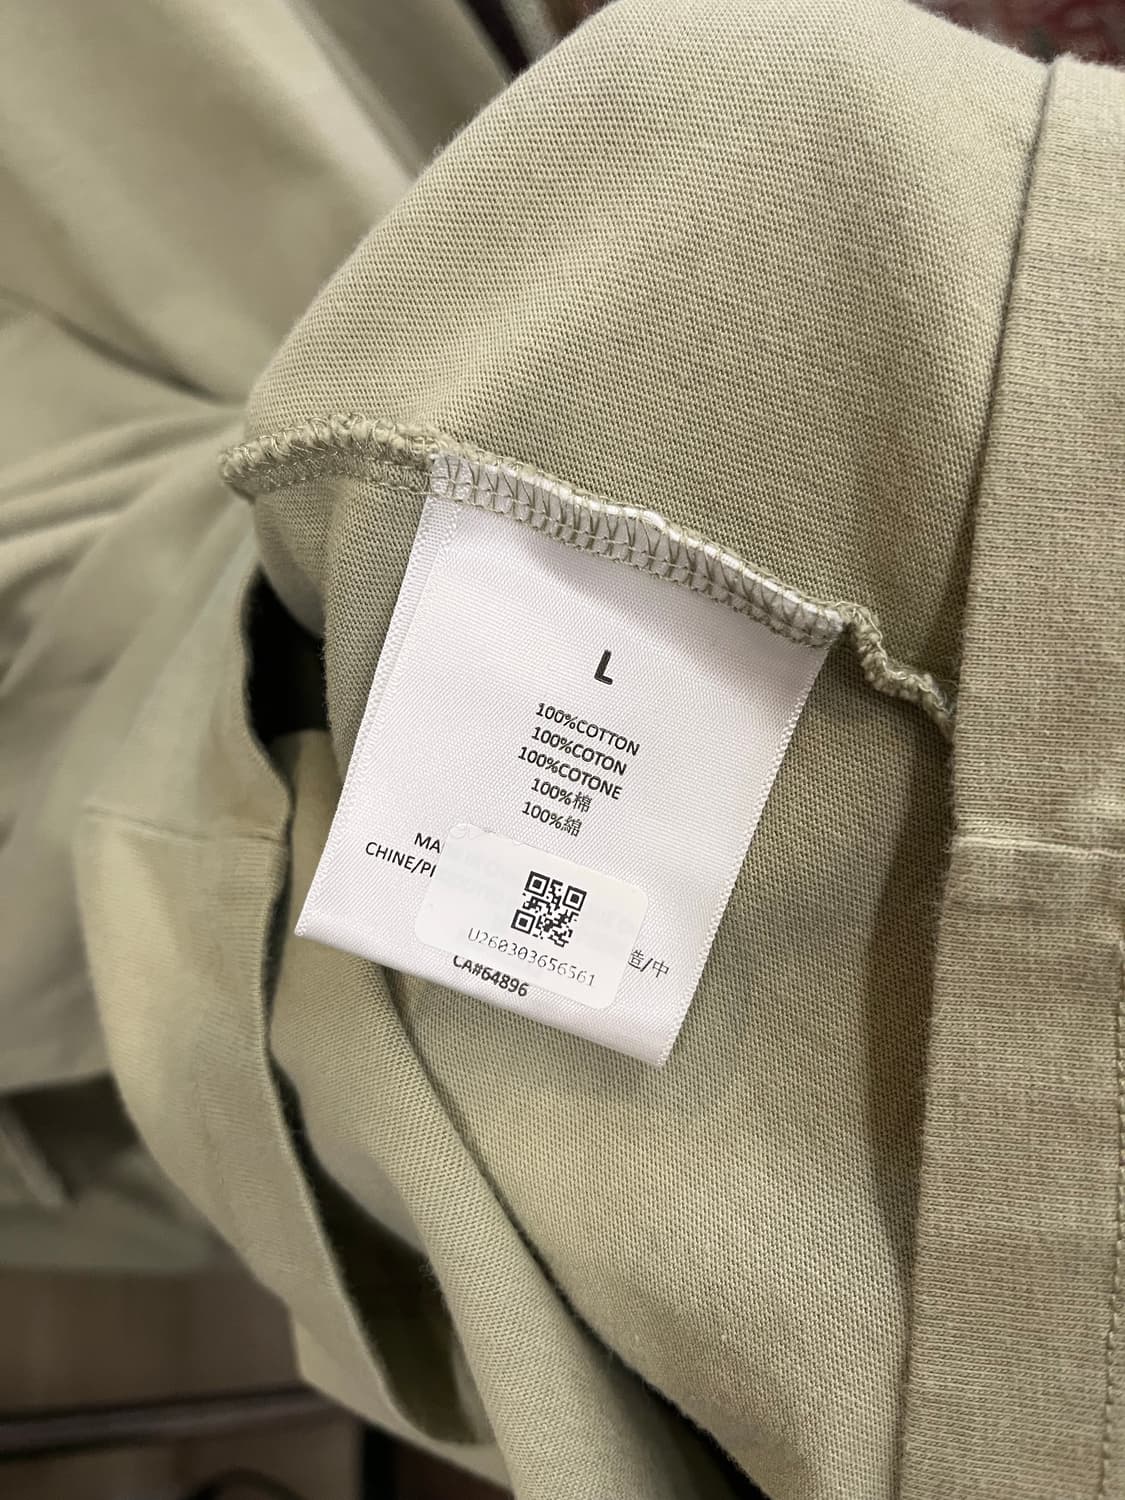 L
100%COTTON
100%COTON
100%COTONE
100%棉
100%綿
MA
CHINE/P
造/中
U260303656561
CA#64896